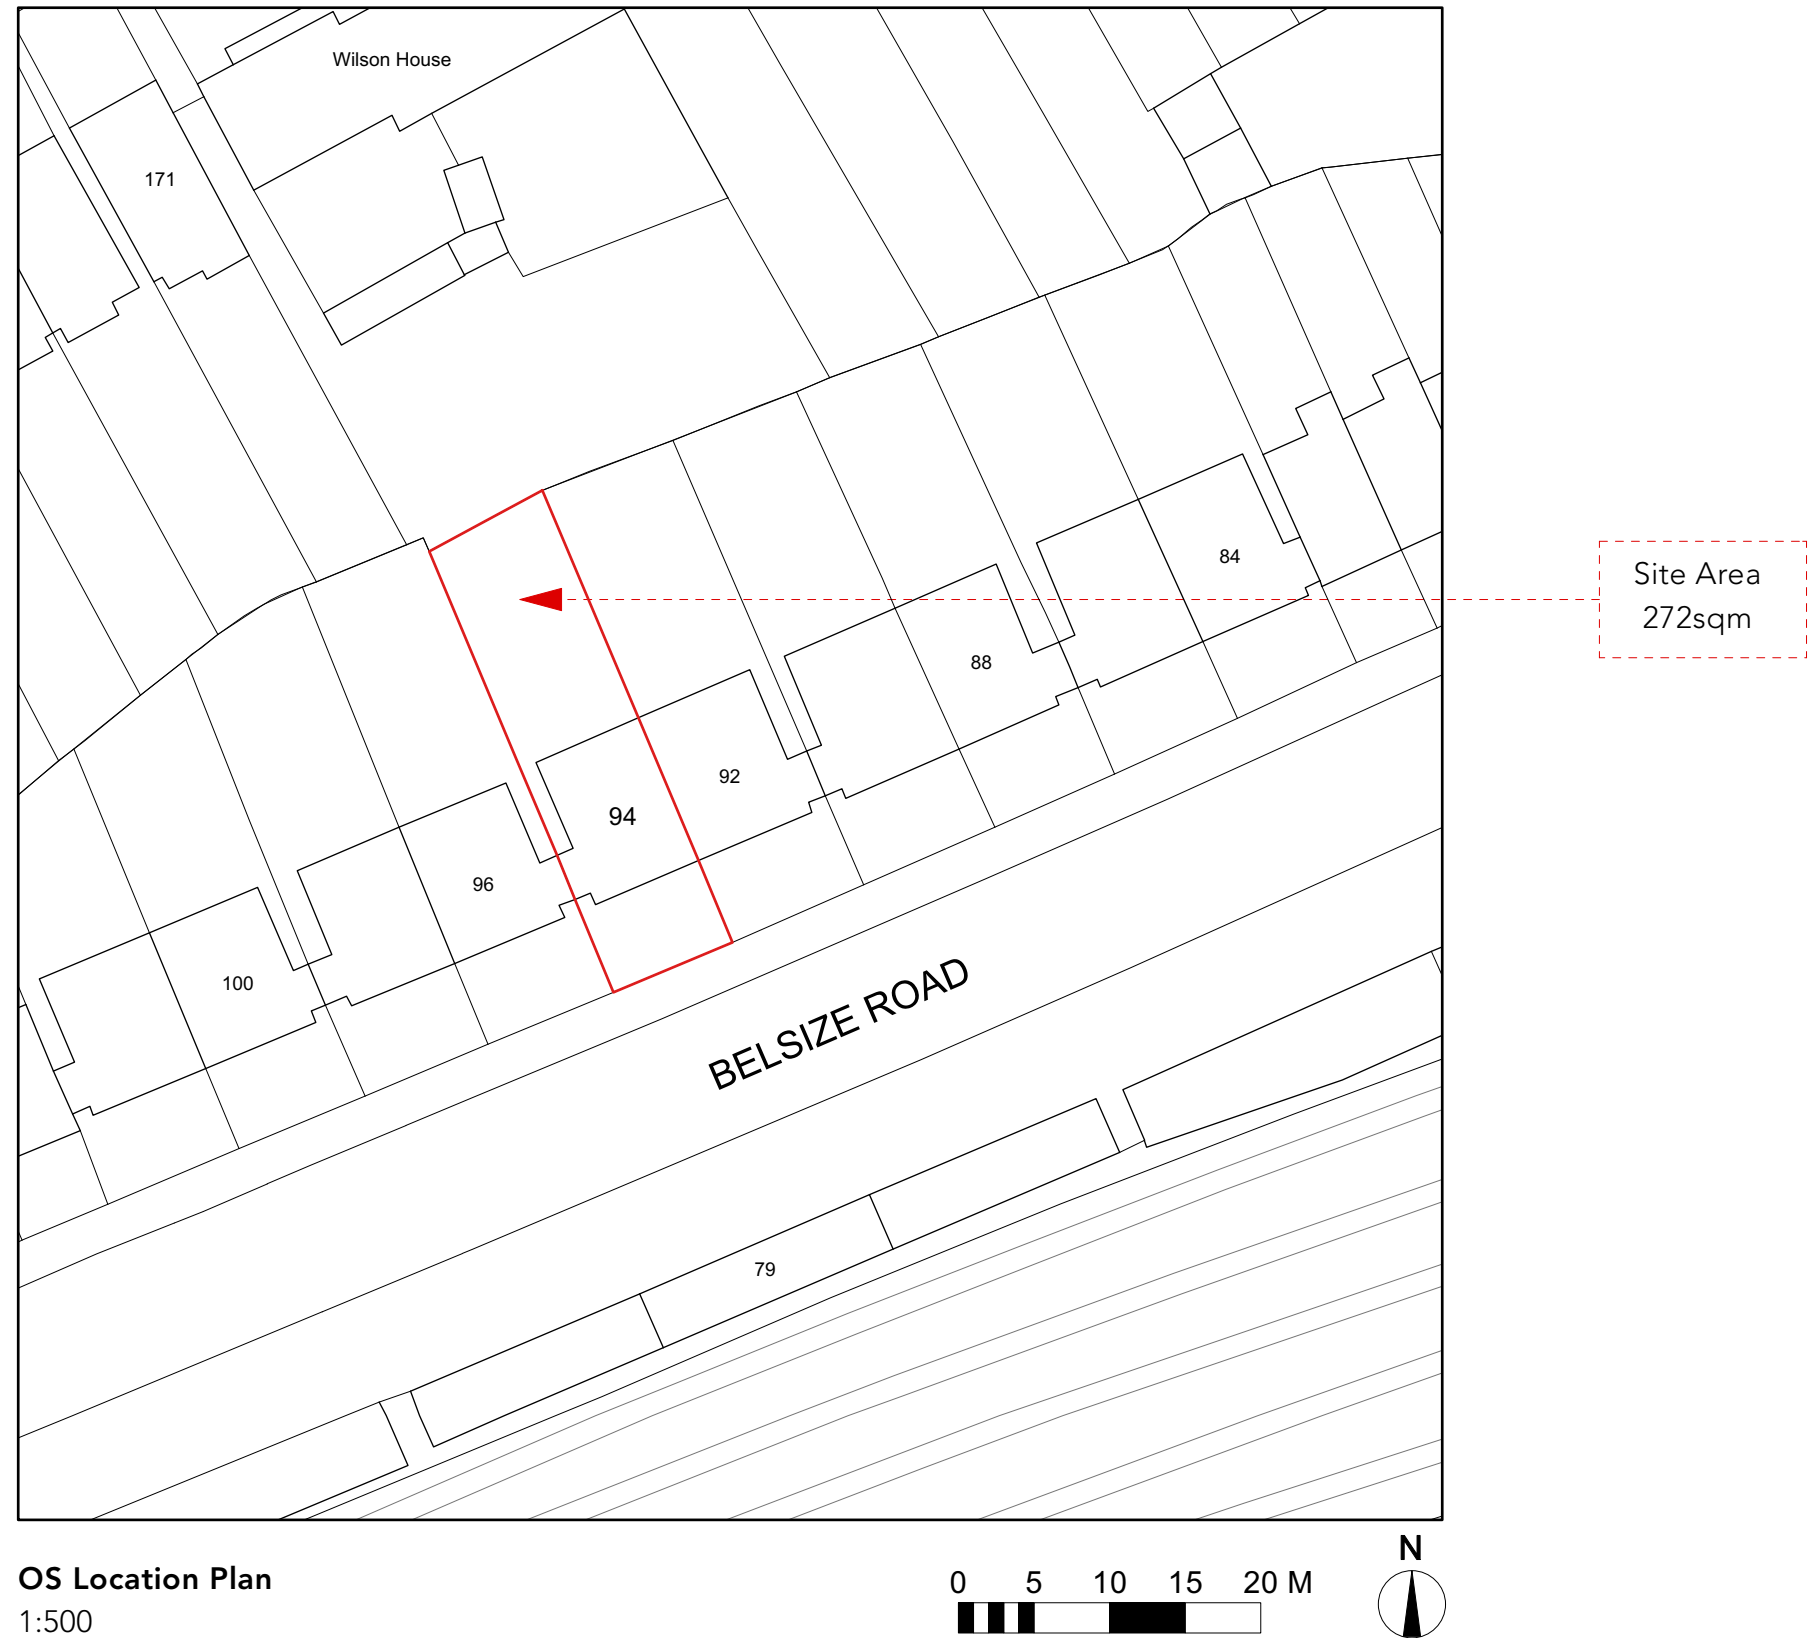 Wilson House
171
84
Site Area
272sqm
88
92
94
96
100
BELSIZE ROAD
79
OS Location Plan
1:500
0 5 10 15 20 M
N